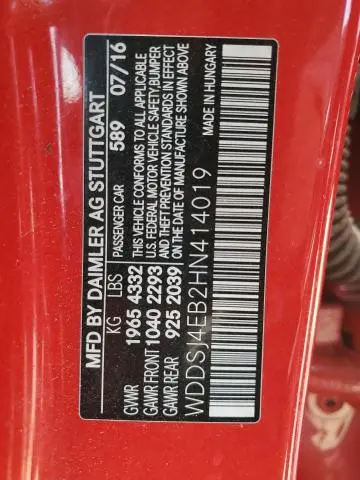 MFD BY DAIMLER AG STUTTGART
KG LBS PASSENGER CAR 589 07/16
GVWR 1965 4332 THIS VEHICLE CONFORMS TO ALL APPLICABLE
GAWR FRONT 1040 2293 U.S. FEDERAL MOTOR VEHICLE SAFETY,BUMPER
AND THEFT PREVENTION STANDARDS IN EFFECT
GAWR REAR 925 2039 ON THE DATE OF MANUFACTURE SHOWN ABOVE
WDDSJ4EB2HN414019 MADE IN HUNGARY